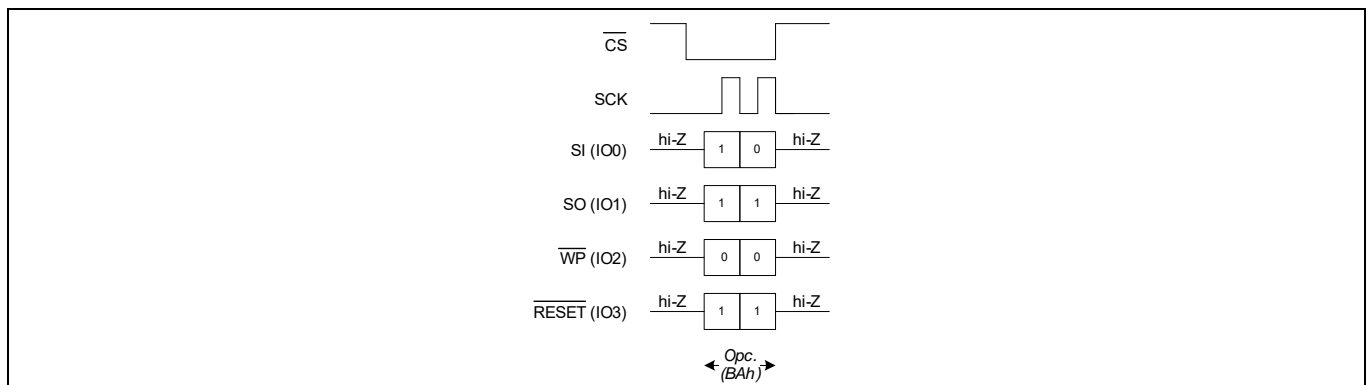 CS
SCK
SI (IO0) hi-Z 1 0 hi-Z
SO (IO1) hi-Z 1 1 hi-Z
WP (IO2) hi-Z 0 0 hi-Z
RESET (IO3) hi-Z 1 1 hi-Z
Opc.
(BAh)